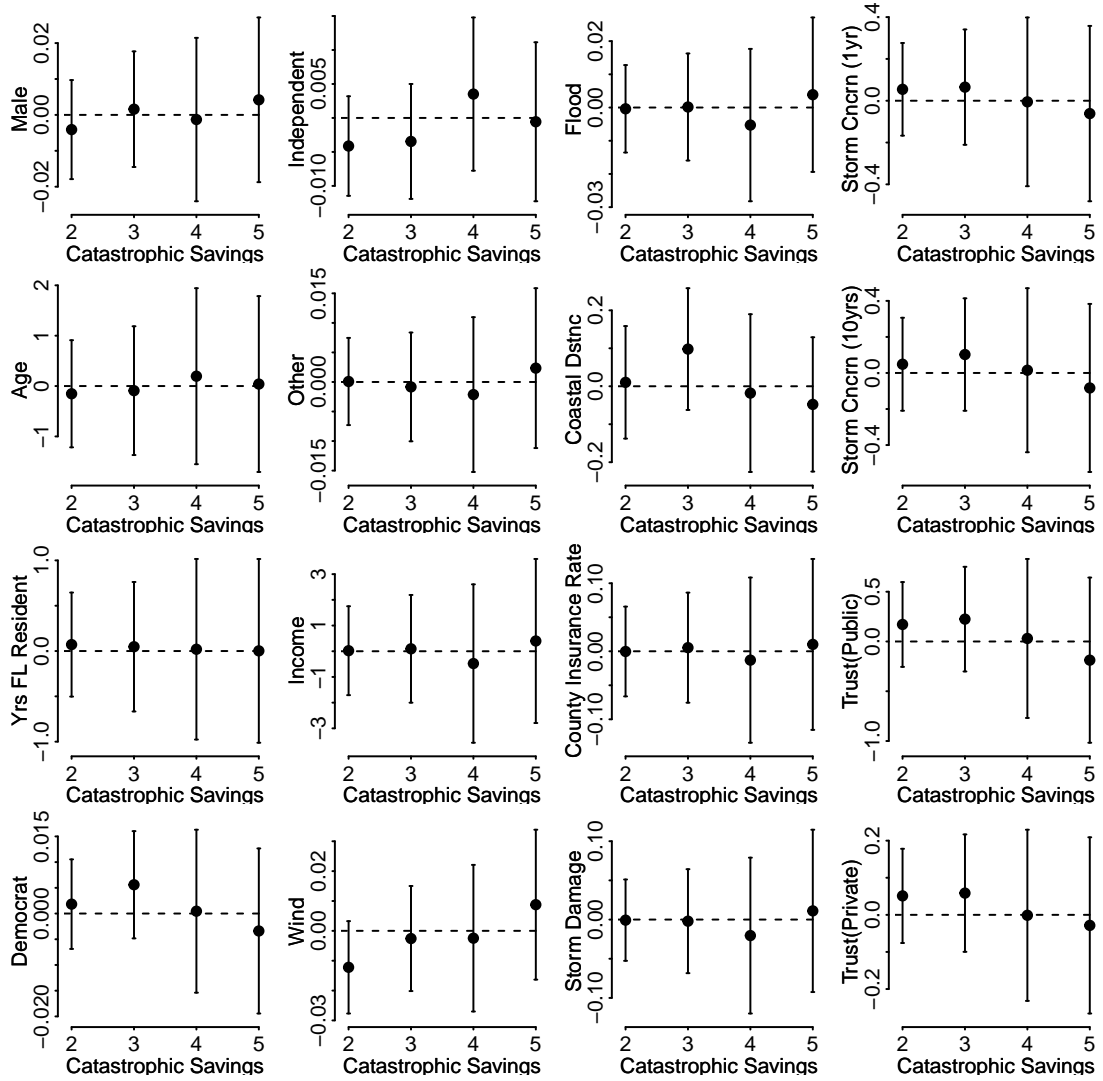 Male
0.02
0.00
−0.02
2 3 4 5
Catastrophic Savings
Independent
0.005
−0.010
2 3 4 5
Catastrophic Savings
Flood
0.02
0.00
−0.03
2 3 4 5
Catastrophic Savings
Storm Cncrn (1yr)
0.4
0.0
−0.4
2 3 4 5
Catastrophic Savings
Age
2
1
0
−1
2 3 4 5
Catastrophic Savings
Other
0.015
0.000
−0.015
2 3 4 5
Catastrophic Savings
Coastal Dstnc
0.2
0.0
−0.2
2 3 4 5
Catastrophic Savings
Storm Cncrn (10yrs)
0.4
0.0
−0.4
2 3 4 5
Catastrophic Savings
Yrs FL Resident
1.0
0.0
−1.0
2 3 4 5
Catastrophic Savings
Income
3
1
−1
−3
2 3 4 5
Catastrophic Savings
County Insurance Rate
0.10
0.00
−0.10
2 3 4 5
Catastrophic Savings
Trust(Public)
0.5
0.0
−1.0
2 3 4 5
Catastrophic Savings
Democrat
0.015
0.000
−0.020
2 3 4 5
Catastrophic Savings
Wind
0.02
0.00
−0.03
2 3 4 5
Catastrophic Savings
Storm Damage
0.10
0.00
−0.10
2 3 4 5
Catastrophic Savings
Trust(Private)
0.2
0.0
−0.2
2 3 4 5
Catastrophic Savings